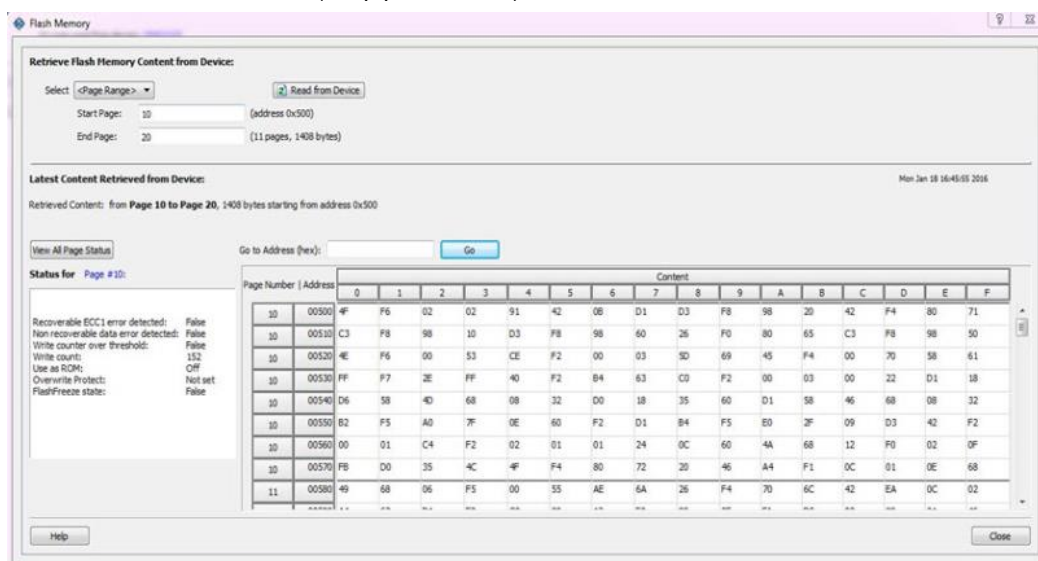 Flash Memory
Retrieve Flash Memory Content from Device:
Select <Page Range> Read from Device
Start Page: 10 (address 0x500)
End Page: 20 (11 pages, 1408 bytes)
Latest Content Retrieved from Device: Mon Jan 18 16:45:55 2016
Retrieved Content: from Page 10 to Page 20, 1408 bytes starting from address 0x500
View All Page Status Go to Address (hex): Go
Status for Page #10:
Recoverable ECC1 error detected: False
Non recoverable data error detected: False
Write counter over threshold: False
Write count: 152
Use as ROM: Off
Overwrite Protect: Not set
FlashFreeze state: False
Page Number | Address Content
0 1 2 3 4 5 6 7 8 9 A B C D E F
10 00500 4F F6 02 02 91 42 0B D1 D3 F8 98 20 42 F4 80 71
10 00510 C3 F8 98 10 D3 F8 98 60 26 F0 80 65 C3 F8 98 50
10 00520 4E F6 00 53 CE F2 00 03 5D 69 45 F4 00 70 58 61
10 00530 FF F7 2E FF 40 F2 B4 63 C0 F2 00 03 00 22 D1 18
10 00540 D6 58 4D 68 08 32 D0 18 35 60 D1 58 46 68 08 32
10 00550 B2 F5 A0 7F 0E 60 F2 D1 B4 F5 E0 2F 09 D3 42 F2
10 00560 00 01 C4 F2 02 01 01 24 0C 60 4A 68 12 F0 02 0F
10 00570 FB D0 35 4C 4F F4 80 72 20 46 A4 F1 0C 01 0E 68
11 00580 49 68 06 F5 00 55 AE 6A 26 F4 70 6C 42 EA 0C 02
Help Close